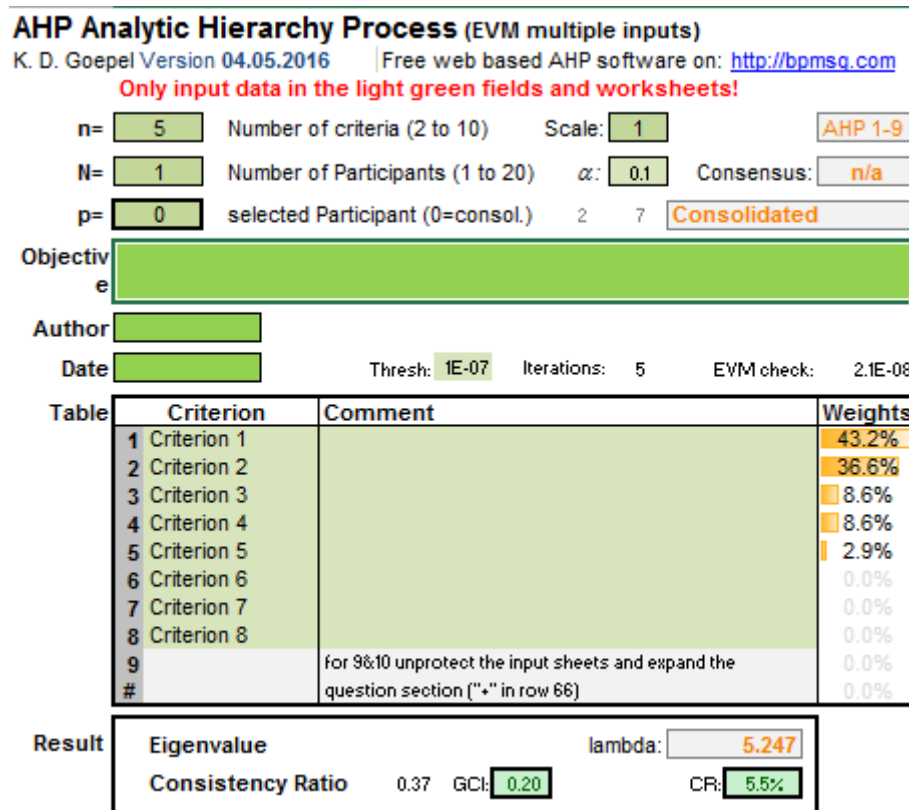 AHP Analytic Hierarchy Process (EVM multiple inputs)
K. D. Goepel Version 04.05.2016 Free web based AHP software on: http://bpmsg.com
Only input data in the light green fields and worksheets!
n= 5 Number of criteria (2 to 10) Scale: 1 AHP 1-9
N= 1 Number of Participants (1 to 20) α: 0.1 Consensus: n/a
p= 0 selected Participant (0=consol.) 2 7 Consolidated
Objectiv
e
Author
Date Thresh: 1E-07 Iterations: 5 EVM check: 2.1E-08
Table Criterion Comment Weights
1 Criterion 1 43.2%
2 Criterion 2 36.6%
3 Criterion 3 8.6%
4 Criterion 4 8.6%
5 Criterion 5 2.9%
6 Criterion 6 0.0%
7 Criterion 7 0.0%
8 Criterion 8 0.0%
9 for 9&10 unprotect the input sheets and expand the 0.0%
# question section ("+" in row 66) 0.0%
Result Eigenvalue lambda: 5.247
Consistency Ratio 0.37 GCI: 0.20 CR: 5.5%